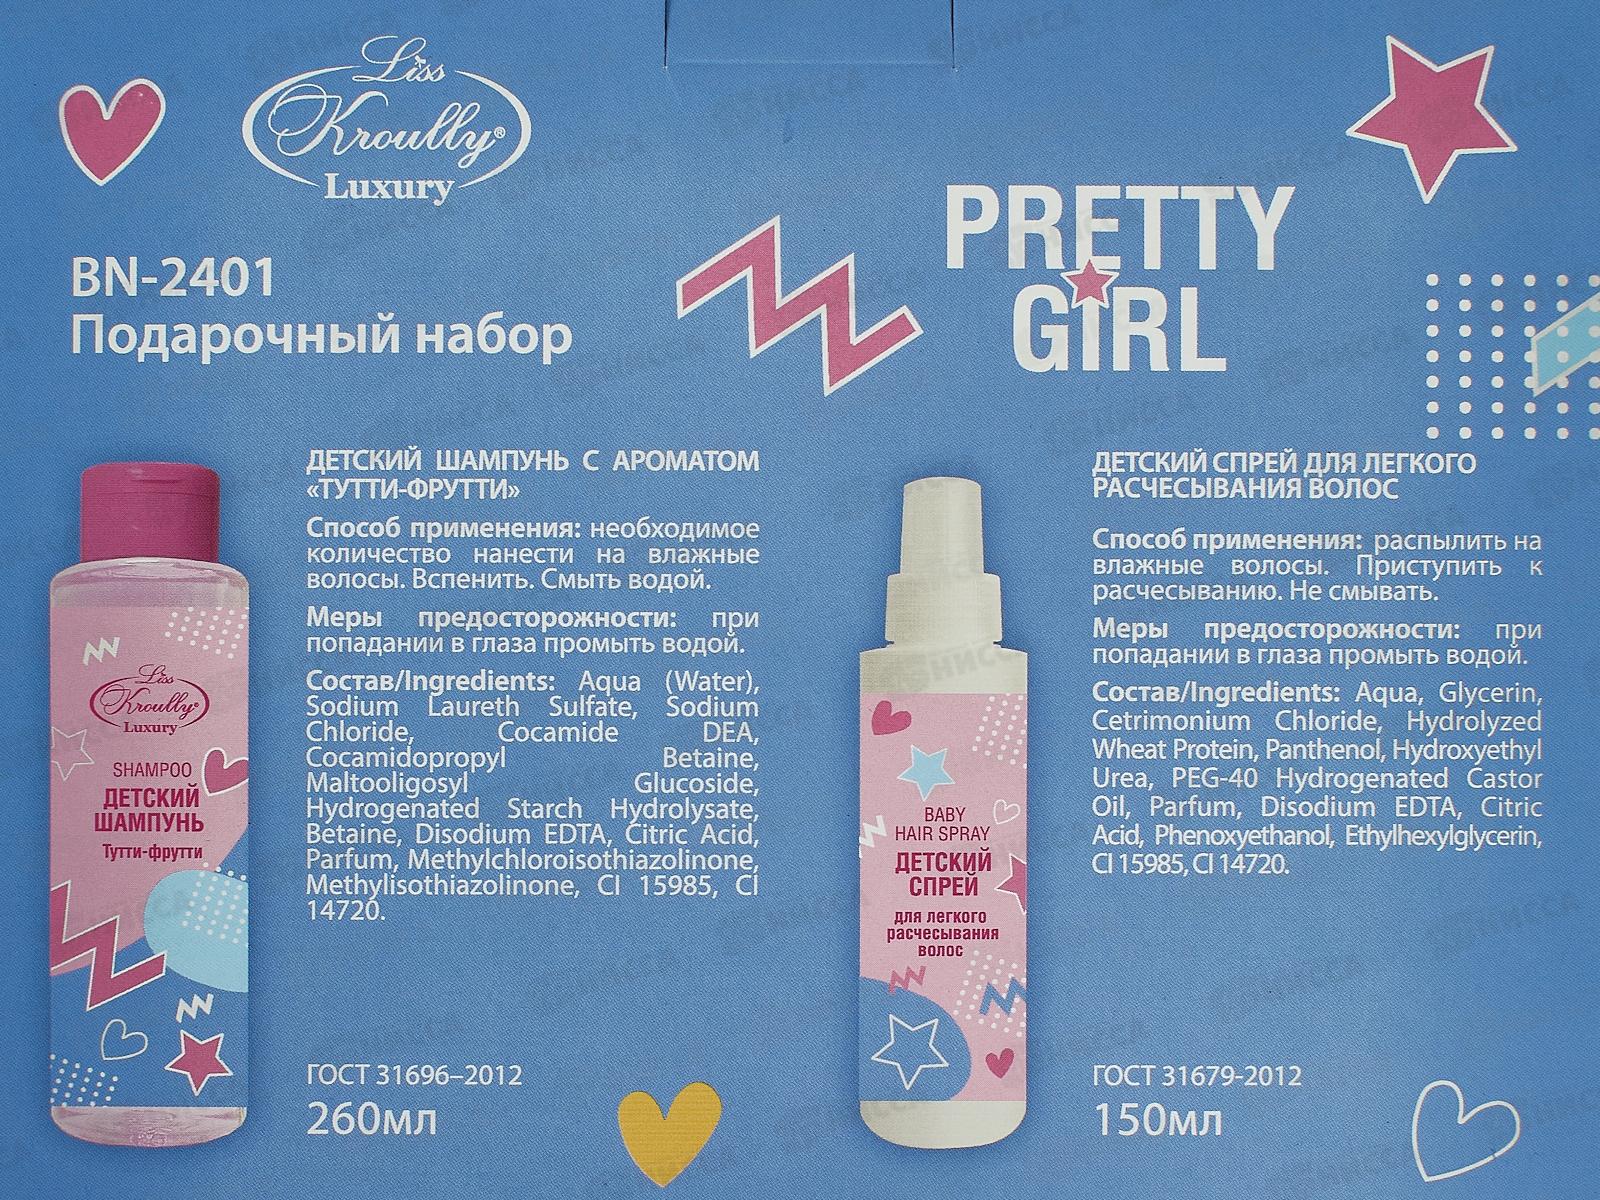 Liss
Kroully®
Luxury
BN-2401
Подарочный набор
PRETTY
GIRL
ДЕТСКИЙ ШАМПУНЬ С АРОМАТОМ
«ТУТТИ-ФРУТТИ»
Способ применения: необходимое
количество нанести на влажные
волосы. Вспенить. Смыть водой.
Меры предосторожности: при
попадании в глаза промыть водой.
Состав/Ingredients: Aqua (Water),
Sodium Laureth Sulfate, Sodium
Chloride, Cocamide DEA,
Cocamidopropyl Betaine,
Maltooligosyl Glucoside,
Hydrogenated Starch Hydrolysate,
Betaine, Disodium EDTA, Citric Acid,
Parfum, Methylchloroisothiazolinone,
Methylisothiazolinone, CI 15985, CI
14720.
ГОСТ 31696–2012
260мл
Liss
Kroully®
Luxury
SHAMPOO
ДЕТСКИЙ
ШАМПУНЬ
Тутти-фрутти
ДЕТСКИЙ СПРЕЙ ДЛЯ ЛЕГКОГО
РАСЧЕСЫВАНИЯ ВОЛОС
Способ применения: распылить на
влажные волосы. Приступить к
расчесыванию. Не смывать.
Меры предосторожности: при
попадании в глаза промыть водой.
Состав/Ingredients: Aqua, Glycerin,
Cetrimonium Chloride, Hydrolyzed
Wheat Protein, Panthenol, Hydroxyethyl
Urea, PEG-40 Hydrogenated Castor
Oil, Parfum, Disodium EDTA, Citric
Acid, Phenoxyethanol, Ethylhexylglycerin,
CI 15985, CI 14720.
ГОСТ 31679-2012
150мл
BABY
HAIR SPRAY
ДЕТСКИЙ
СПРЕЙ
для легкого
расчесывания
волос